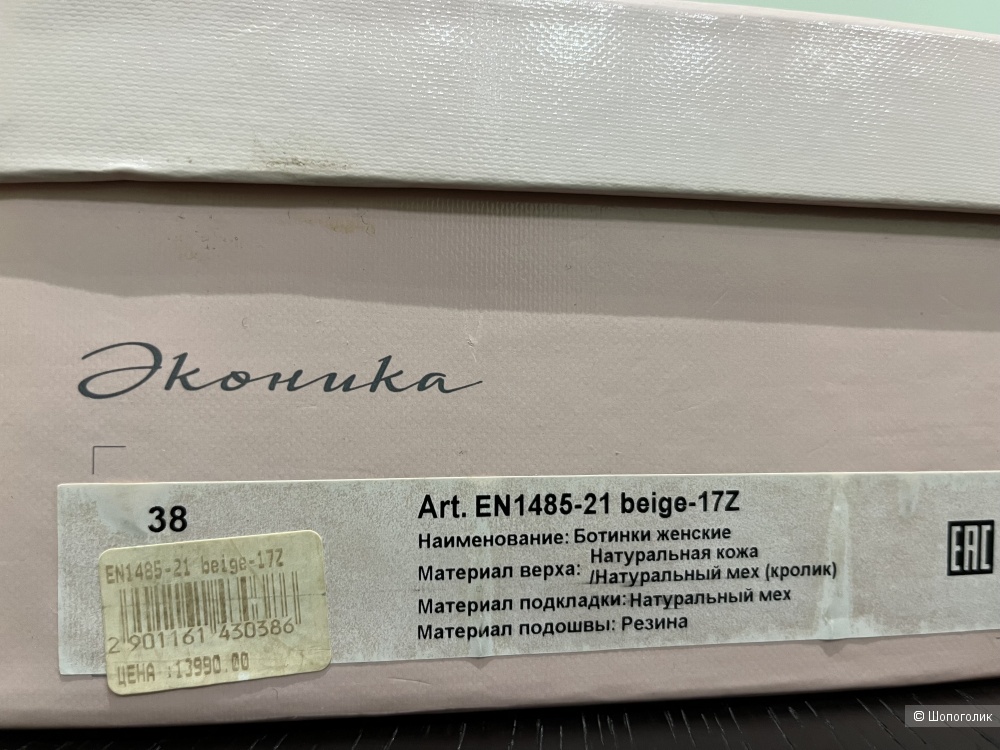 Эконика
38
Art. EN1485-21 beige-17Z
Наименование: Ботинки женские
Материал верха: Натуральная кожа
/Натуральный мех (кролик)
Материал подкладки: Натуральный мех
Материал подошвы: Резина
EAC
EN1485-21 beige-17Z
2 901161 430386
ЦЕНА :13990.00
© Шопоголик